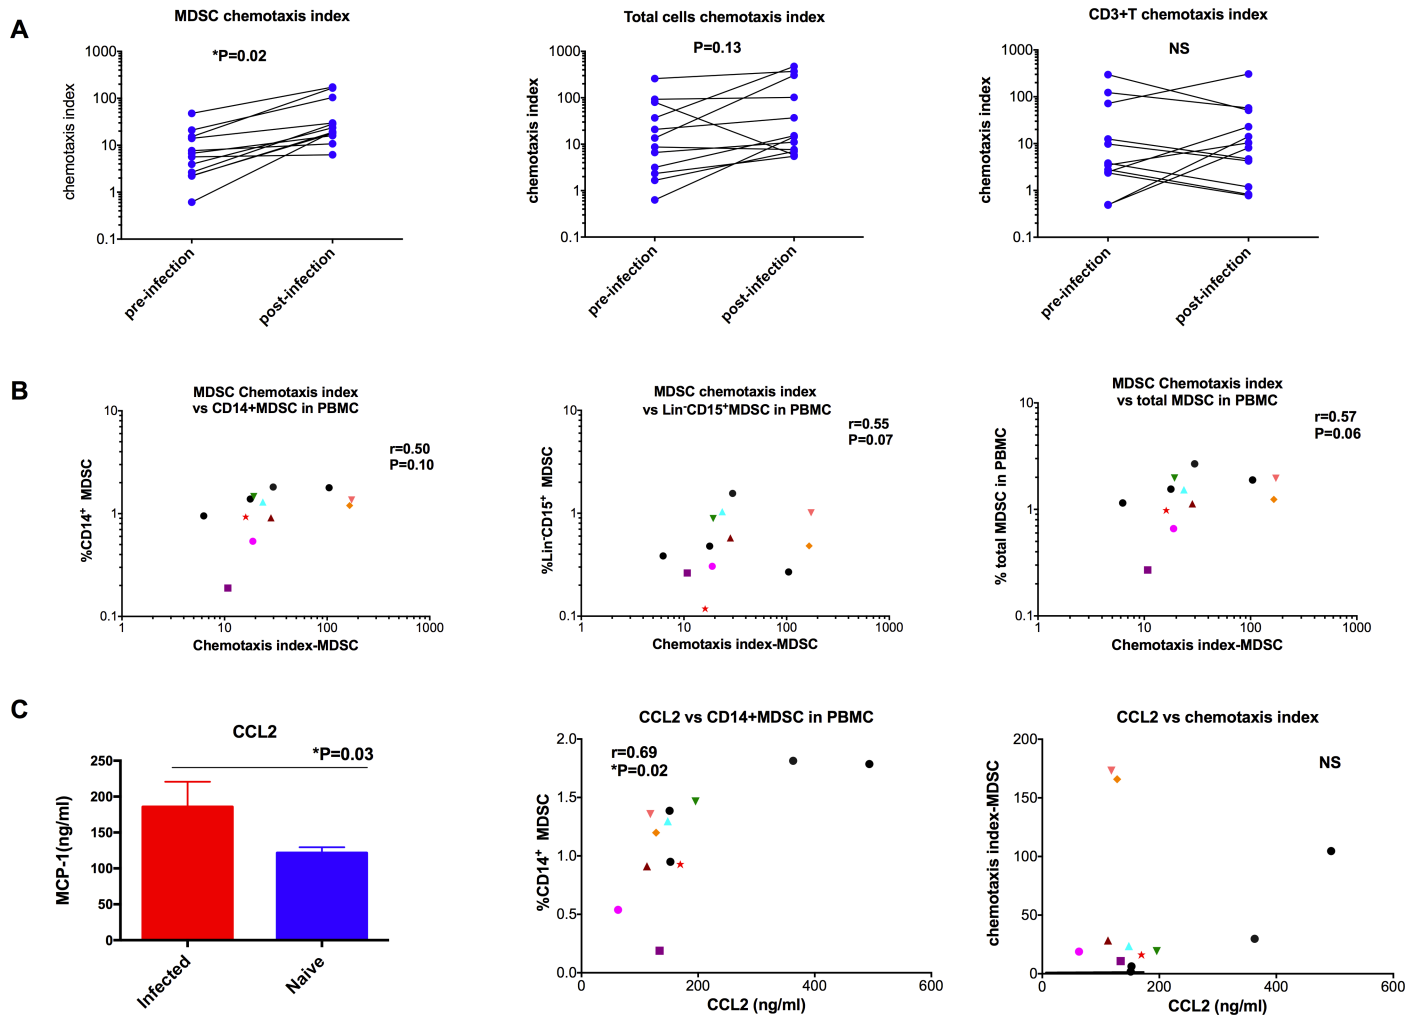 A
MDSC chemotaxis index
*P=0.02
chemotaxis index
1000
100
10
1
0.1
pre-infection
post-infection
Total cells chemotaxis index
P=0.13
chemotaxis index
1000
100
10
1
0.1
pre-infection
post-infection
CD3+T chemotaxis index
NS
chemotaxis index
1000
100
10
1
0.1
pre-infection
post-infection
B
MDSC Chemotaxis index
vs CD14+MDSC in PBMC
r=0.50
P=0.10
%CD14⁺ MDSC
10
1
0.1
1 10 100 1000
Chemotaxis index-MDSC
MDSC chemotaxis index
vs Lin⁻CD15⁺MDSC in PBMC
r=0.55
P=0.07
%Lin⁻CD15⁺ MDSC
10
1
0.1
1 10 100 1000
Chemotaxis index-MDSC
MDSC Chemotaxis index
vs total MDSC in PBMC
r=0.57
P=0.06
% total MDSC in PBMC
10
1
0.1
1 10 100 1000
Chemotaxis index-MDSC
C
CCL2
*P=0.03
MCP-1(ng/ml)
250
200
150
100
50
0
Infected
Naive
CCL2 vs CD14+MDSC in PBMC
r=0.69
*P=0.02
%CD14⁺ MDSC
2.0
1.5
1.0
0.5
0.0
0 200 400 600
CCL2 (ng/ml)
CCL2 vs chemotaxis index
NS
chemotaxis index-MDSC
200
150
100
50
0
0 200 400 600
CCL2 (ng/ml)